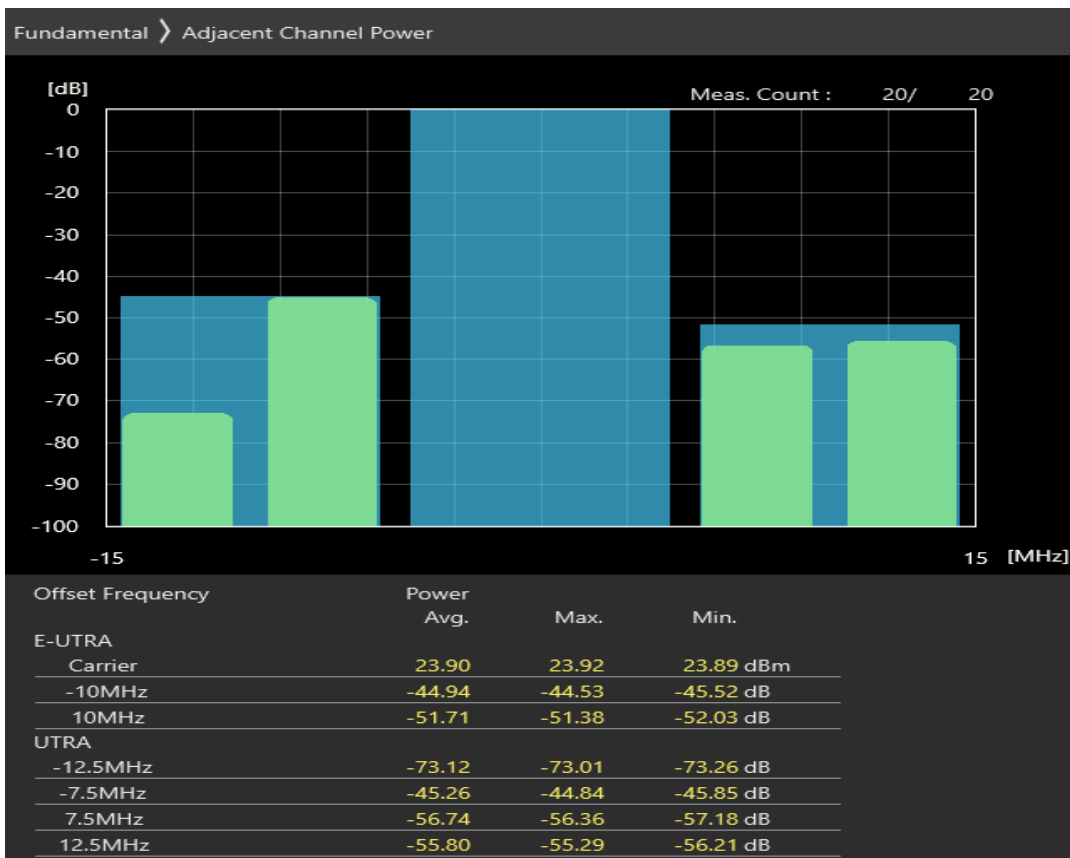 Fundamental 〉 Adjacent Channel Power
[dB]
Meas. Count : 20/ 20
0
-10
-20
-30
-40
-50
-60
-70
-80
-90
-100
-15 15 [MHz]
Offset Frequency Power
Avg. Max. Min.
E-UTRA
Carrier 23.90 23.92 23.89 dBm
-10MHz -44.94 -44.53 -45.52 dB
10MHz -51.71 -51.38 -52.03 dB
UTRA
-12.5MHz -73.12 -73.01 -73.26 dB
-7.5MHz -45.26 -44.84 -45.85 dB
7.5MHz -56.74 -56.36 -57.18 dB
12.5MHz -55.80 -55.29 -56.21 dB